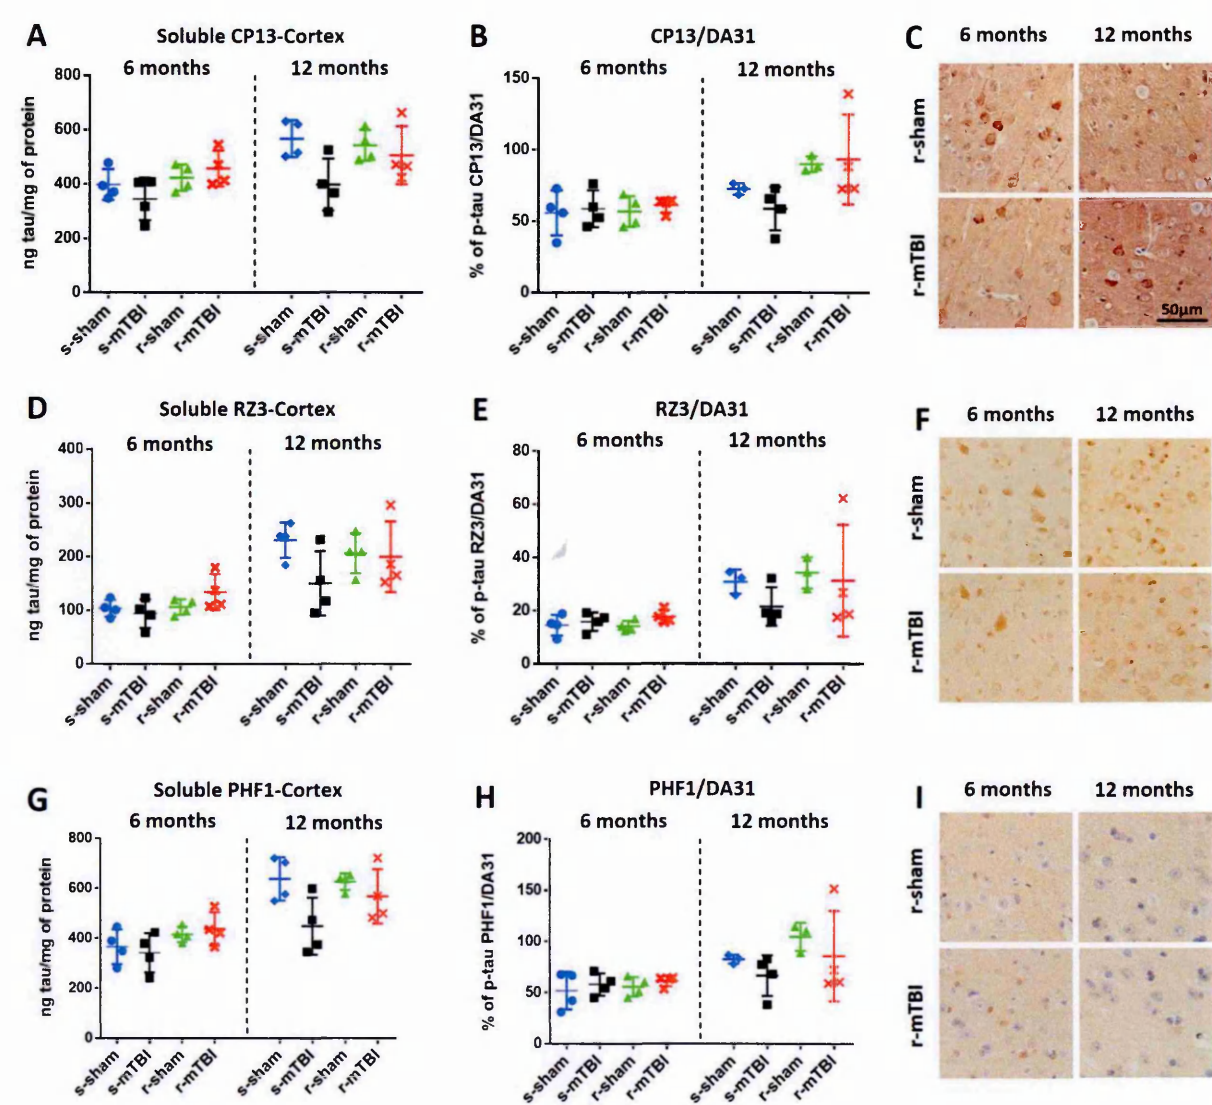 A
Soluble CP13-Cortex
6 months
12 months
ng tau/mg of protein
800
600
400
200
0
s-sham
s-mTBI
r-sham
r-mTBI
s-sham
s-mTBI
r-sham
r-mTBI
B
CP13/DA31
6 months
12 months
% of p-tau CP13/DA31
150
100
50
0
s-sham
s-mTBI
r-sham
r-mTBI
s-sham
s-mTBI
r-sham
r-mTBI
C
6 months
12 months
r-sham
r-mTBI
50µm
D
Soluble RZ3-Cortex
6 months
12 months
ng tau/mg of protein
400
300
200
100
0
s-sham
s-mTBI
r-sham
r-mTBI
s-sham
s-mTBI
r-sham
r-mTBI
E
RZ3/DA31
6 months
12 months
% of p-tau RZ3/DA31
80
60
40
20
0
s-sham
s-mTBI
r-sham
r-mTBI
s-sham
s-mTBI
r-sham
r-mTBI
F
6 months
12 months
r-sham
r-mTBI
G
Soluble PHF1-Cortex
6 months
12 months
ng tau/mg of protein
800
600
400
200
0
s-sham
s-mTBI
r-sham
r-mTBI
s-sham
s-mTBI
r-sham
r-mTBI
H
PHF1/DA31
6 months
12 months
% of p-tau PHF1/DA31
200
150
100
50
0
s-sham
s-mTBI
r-sham
r-mTBI
s-sham
s-mTBI
r-sham
r-mTBI
I
6 months
12 months
r-sham
r-mTBI